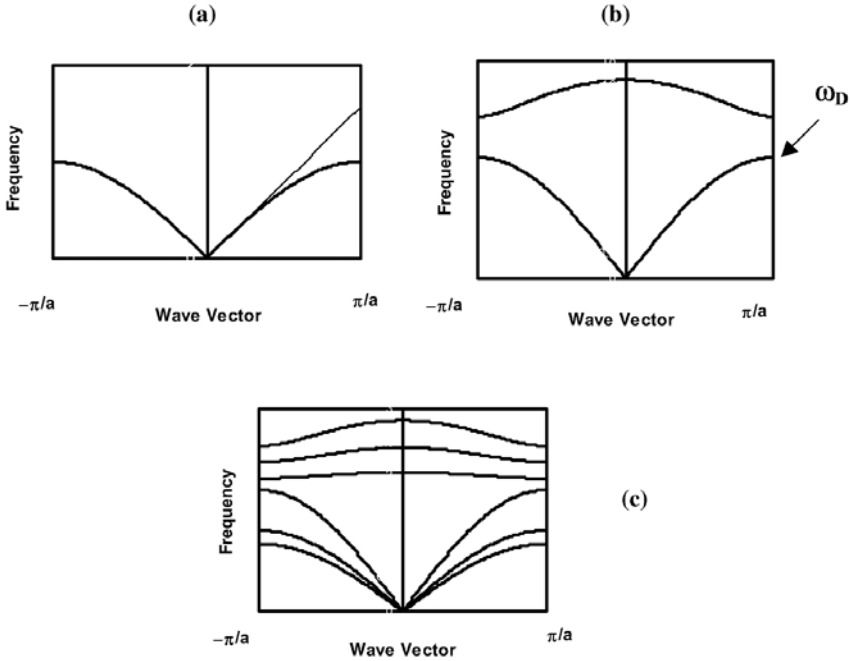 (a)
Frequency
−π/a
Wave Vector
π/a
(b)
ω_D
Frequency
−π/a
Wave Vector
π/a
(c)
Frequency
−π/a
Wave Vector
π/a